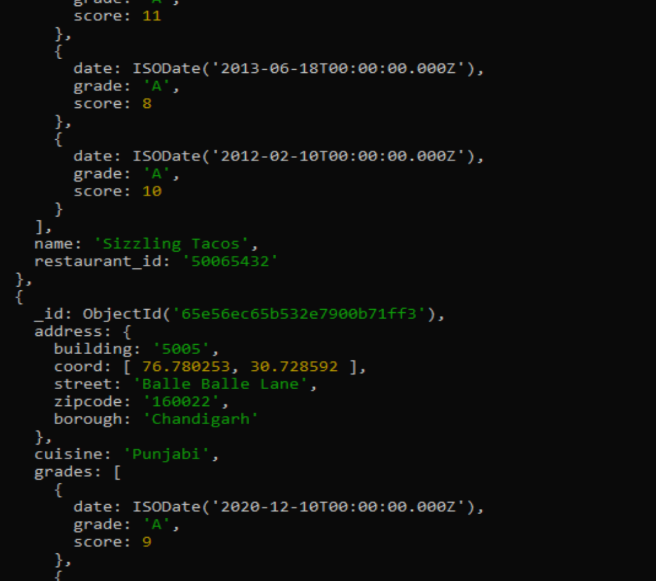 grade: 'A',
score: 11
},
{
date: ISODate('2013-06-18T00:00:00.000Z'),
grade: 'A',
score: 8
},
{
date: ISODate('2012-02-10T00:00:00.000Z'),
grade: 'A',
score: 10
}
],
name: 'Sizzling Tacos',
restaurant_id: '50065432'
},
{
_id: ObjectId('65e56ec65b532e7900b71ff3'),
address: {
building: '5005',
coord: [ 76.780253, 30.728592 ],
street: 'Balle Balle Lane',
zipcode: '160022',
borough: 'Chandigarh'
},
cuisine: 'Punjabi',
grades: [
{
date: ISODate('2020-12-10T00:00:00.000Z'),
grade: 'A',
score: 9
},
{